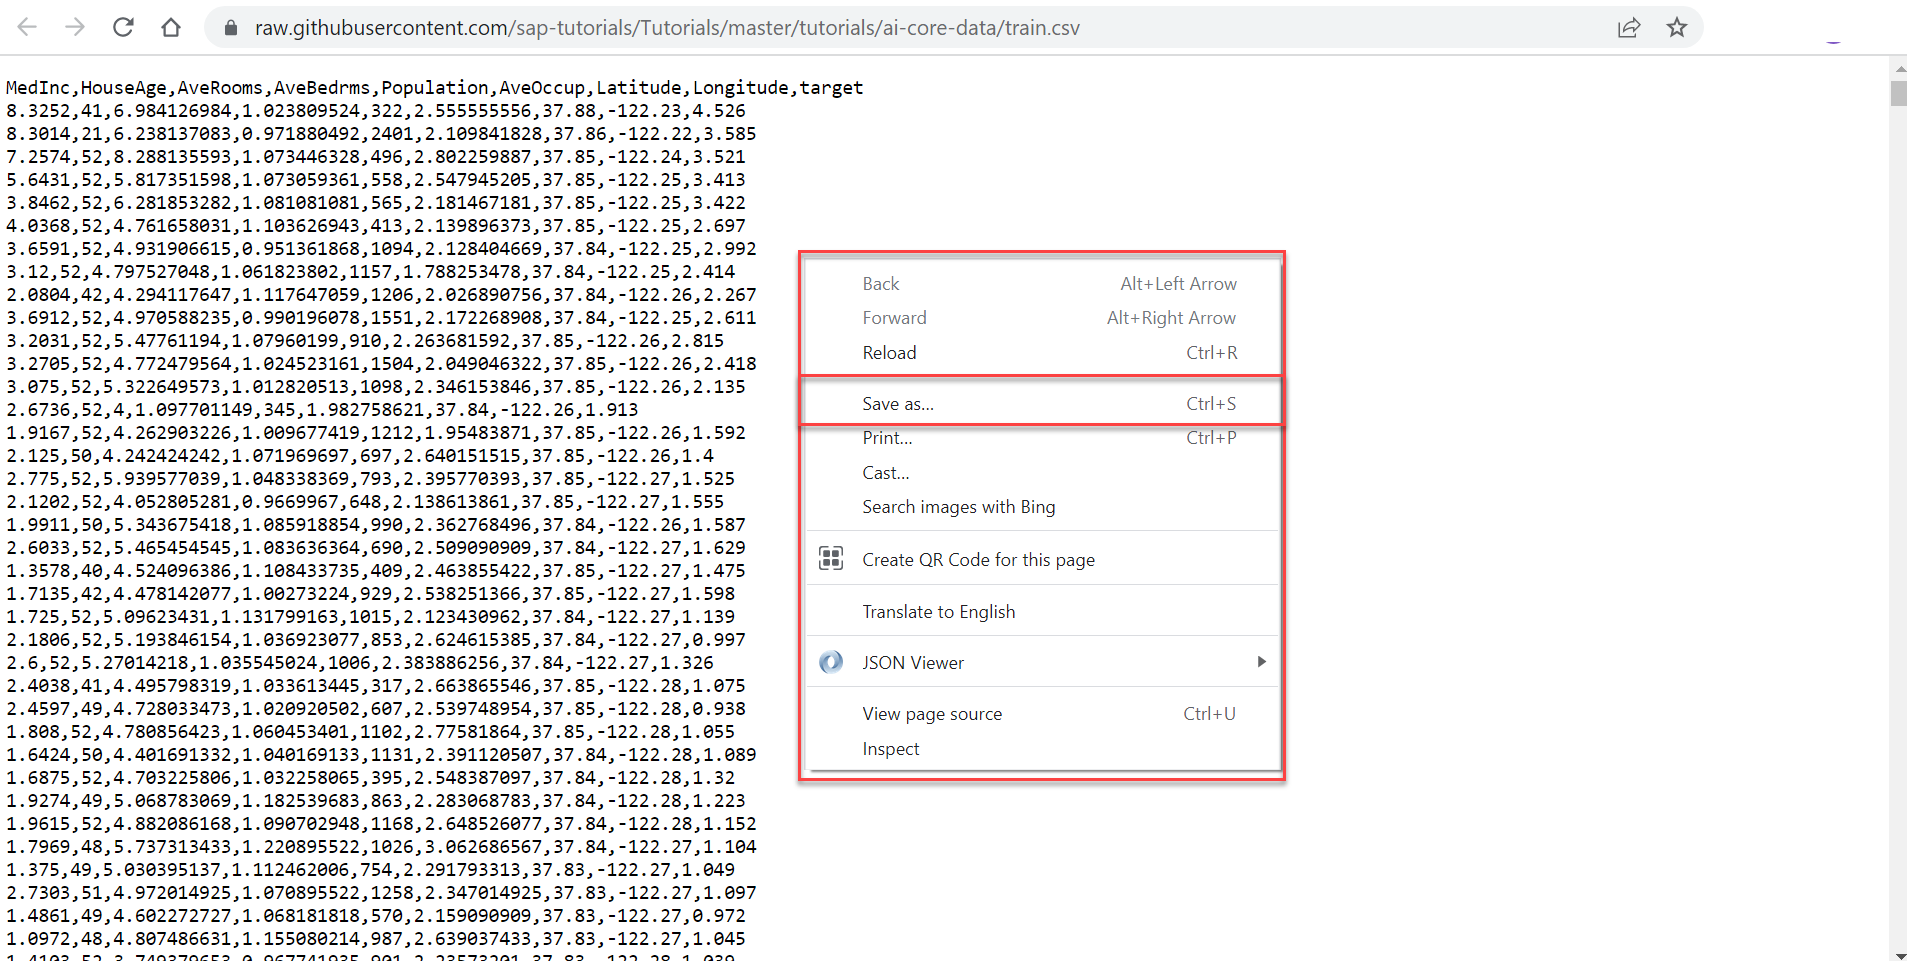 raw.githubusercontent.com/sap-tutorials/Tutorials/master/tutorials/ai-core-data/train.csv
MedInc,HouseAge,AveRooms,AveBedrms,Population,AveOccup,Latitude,Longitude,target
8.3252,41,6.984126984,1.023809524,322,2.555555556,37.88,-122.23,4.526
8.3014,21,6.238137083,0.971880492,2401,2.109841828,37.86,-122.22,3.585
7.2574,52,8.288135593,1.073446328,496,2.802259887,37.85,-122.24,3.521
5.6431,52,5.817351598,1.073059361,558,2.547945205,37.85,-122.25,3.413
3.8462,52,6.281853282,1.081081081,565,2.181467181,37.85,-122.25,3.422
4.0368,52,4.761658031,1.103626943,413,2.139896373,37.85,-122.25,2.697
3.6591,52,4.931906615,0.951361868,1094,2.128404669,37.84,-122.25,2.992
3.12,52,4.797527048,1.061823802,1157,1.788253478,37.84,-122.25,2.414
2.0804,42,4.294117647,1.117647059,1206,2.026890756,37.84,-122.26,2.267
3.6912,52,4.970588235,0.990196078,1551,2.172268908,37.84,-122.25,2.611
3.2031,52,5.47761194,1.07960199,910,2.263681592,37.85,-122.26,2.815
3.2705,52,4.772479564,1.024523161,1504,2.049046322,37.85,-122.26,2.418
3.075,52,5.322649573,1.012820513,1098,2.346153846,37.85,-122.26,2.135
2.6736,52,4,1.097701149,345,1.982758621,37.84,-122.26,1.913
1.9167,52,4.262903226,1.009677419,1212,1.95483871,37.85,-122.26,1.592
2.125,50,4.242424242,1.071969697,697,2.640151515,37.85,-122.26,1.4
2.775,52,5.939577039,1.048338369,793,2.395770393,37.85,-122.27,1.525
2.1202,52,4.052805281,0.9669967,648,2.138613861,37.85,-122.27,1.555
1.9911,50,5.343675418,1.085918854,990,2.362768496,37.84,-122.26,1.587
2.6033,52,5.465454545,1.083636364,690,2.509090909,37.84,-122.27,1.629
1.3578,40,4.524096386,1.108433735,409,2.463855422,37.85,-122.27,1.475
1.7135,42,4.478142077,1.00273224,929,2.538251366,37.85,-122.27,1.598
1.725,52,5.09623431,1.131799163,1015,2.123430962,37.84,-122.27,1.139
2.1806,52,5.193846154,1.036923077,853,2.624615385,37.84,-122.27,0.997
2.6,52,5.27014218,1.035545024,1006,2.383886256,37.84,-122.27,1.326
2.4038,41,4.495798319,1.033613445,317,2.663865546,37.85,-122.28,1.075
2.4597,49,4.728033473,1.020920502,607,2.539748954,37.85,-122.28,0.938
1.808,52,4.780856423,1.060453401,1102,2.77581864,37.85,-122.28,1.055
1.6424,50,4.401691332,1.040169133,1131,2.391120507,37.84,-122.28,1.089
1.6875,52,4.703225806,1.032258065,395,2.548387097,37.84,-122.28,1.32
1.9274,49,5.068783069,1.182539683,863,2.283068783,37.84,-122.28,1.223
1.9615,52,4.882086168,1.090702948,1168,2.648526077,37.84,-122.28,1.152
1.7969,48,5.737313433,1.220895522,1026,3.062686567,37.84,-122.27,1.104
1.375,49,5.030395137,1.112462006,754,2.291793313,37.83,-122.27,1.049
2.7303,51,4.972014925,1.070895522,1258,2.347014925,37.83,-122.27,1.097
1.4861,49,4.602272727,1.068181818,570,2.159090909,37.83,-122.27,0.972
1.0972,48,4.807486631,1.155080214,987,2.639037433,37.83,-122.27,1.045
1.4103,52,3.749379653,0.967741935,901,2.23573201,37.83,-122.28,1.039
Back Alt+Left Arrow
Forward Alt+Right Arrow
Reload Ctrl+R
Save as... Ctrl+S
Print... Ctrl+P
Cast...
Search images with Bing
Create QR Code for this page
Translate to English
JSON Viewer
View page source Ctrl+U
Inspect